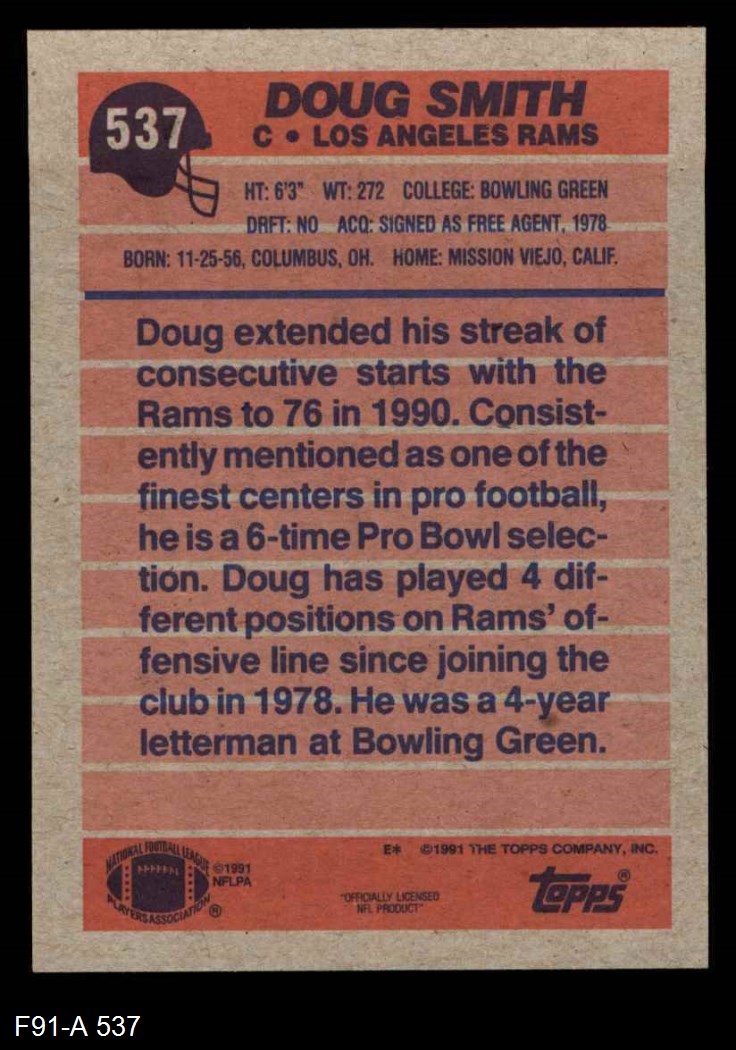 537
DOUG SMITH
C • LOS ANGELES RAMS
HT: 6'3" WT: 272 COLLEGE: BOWLING GREEN
DRFT: NO ACQ: SIGNED AS FREE AGENT, 1978
BORN: 11-25-56, COLUMBUS, OH. HOME: MISSION VIEJO, CALIF.
Doug extended his streak of
consecutive starts with the
Rams to 76 in 1990. Consist-
ently mentioned as one of the
finest centers in pro football,
he is a 6-time Pro Bowl selec-
tion. Doug has played 4 dif-
ferent positions on Rams' of-
fensive line since joining the
club in 1978. He was a 4-year
letterman at Bowling Green.
E* ©1991 THE TOPPS COMPANY, INC.
NATIONAL FOOTBALL LEAGUE
PLAYERS ASSOCIATION ®
©1991
NFLPA
"OFFICIALLY LICENSED
NFL PRODUCT"
Topps®
F91-A 537